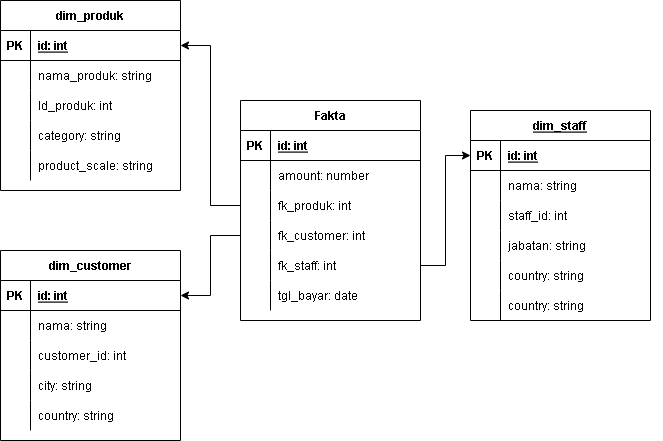 dim_produk
PK id: int
nama_produk: string
Id_produk: int
category: string
product_scale: string
Fakta
PK id: int
amount: number
fk_produk: int
fk_customer: int
fk_staff: int
tgl_bayar: date
dim_staff
PK id: int
nama: string
staff_id: int
jabatan: string
country: string
country: string
dim_customer
PK id: int
nama: string
customer_id: int
city: string
country: string